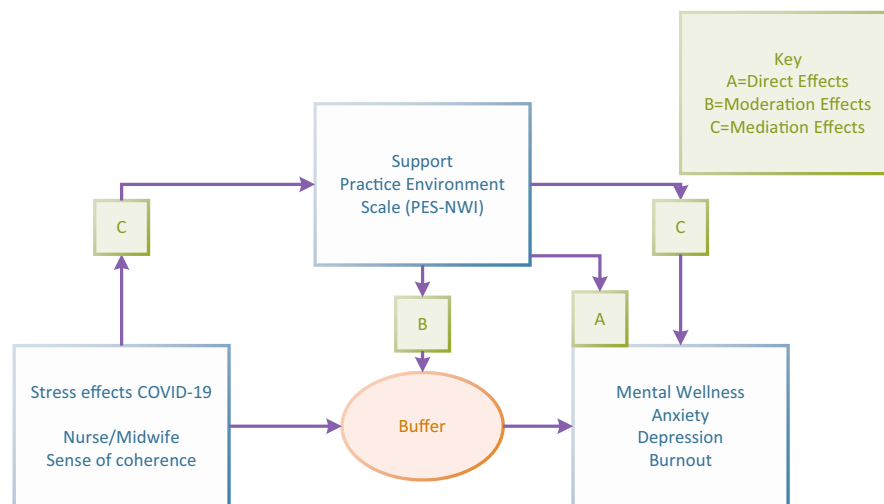 Key
A=Direct Effects
B=Moderation Effects
C=Mediation Effects
Support
Practice Environment
Scale (PES-NWI)
C
C
B
A
Stress effects COVID-19
Nurse/Midwife
Sense of coherence
Buffer
Mental Wellness
Anxiety
Depression
Burnout